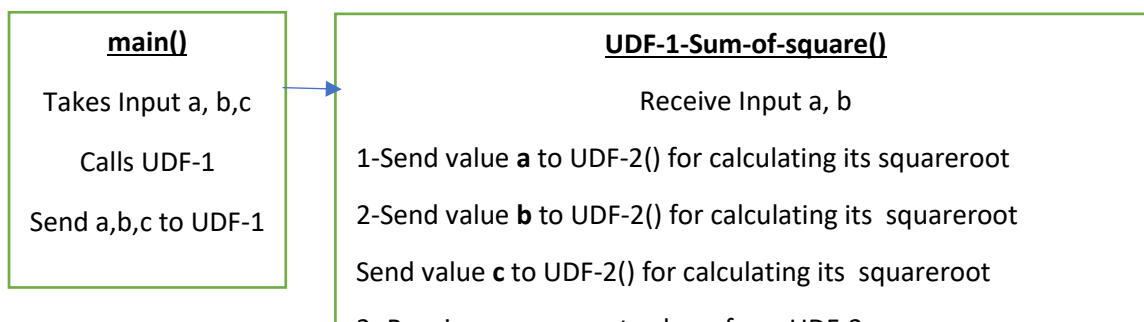 main()
Takes Input a, b,c
Calls UDF-1
Send a,b,c to UDF-1
UDF-1-Sum-of-square()
Receive Input a, b
1-Send value a to UDF-2() for calculating its squareroot
2-Send value b to UDF-2() for calculating its squareroot
Send value c to UDF-2() for calculating its squareroot